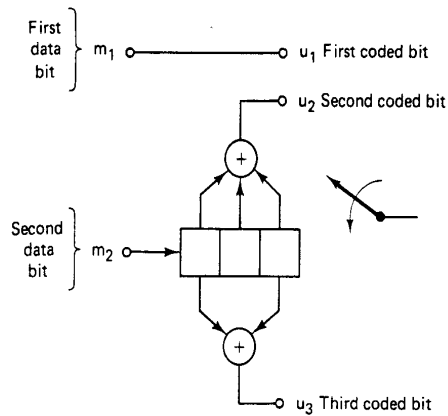 First
data
bit
m1
u1 First coded bit
u2 Second coded bit
+
Second
data
bit
m2
+
u3 Third coded bit